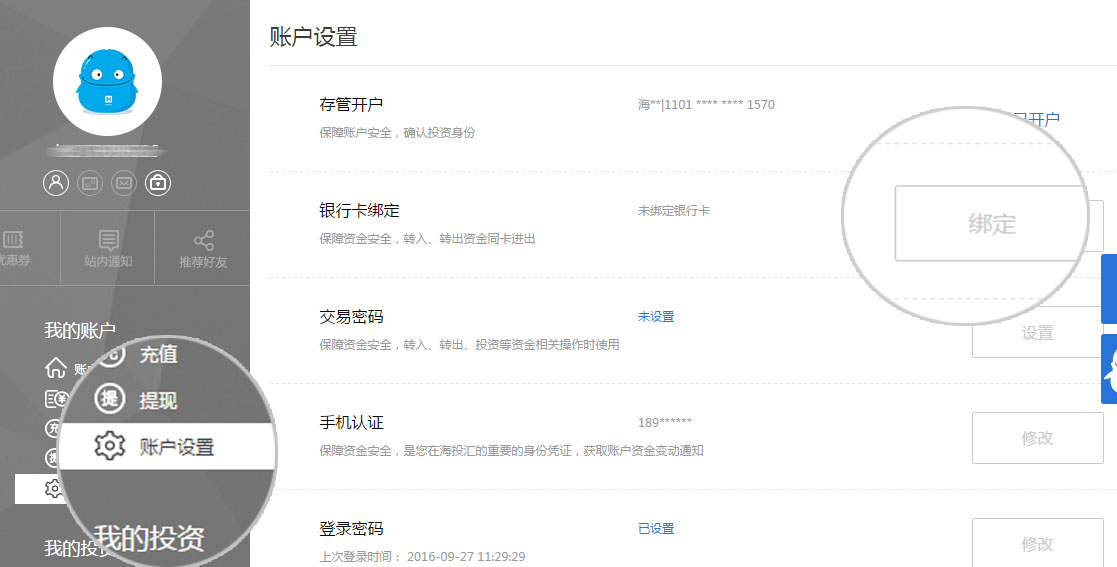 账户设置
存管开户
海**|1101 **** **** 1570
保障账户安全，确认投资身份
已开户
银行卡绑定
未绑定银行卡
绑定
保障资金安全，转入、转出资金同卡进出
交易密码
未设置
设置
保障资金安全，转入、转出、投资等资金相关操作时使用
手机认证
189******
修改
保障资金安全，是您在海投汇的重要的身份凭证，获取账户资金变动通知
登录密码
已设置
修改
上次登录时间： 2016-09-27 11:29:29
优惠券
站内通知
推荐好友
我的账户
账
充值
提 提现
账户设置
我的投资
我的投